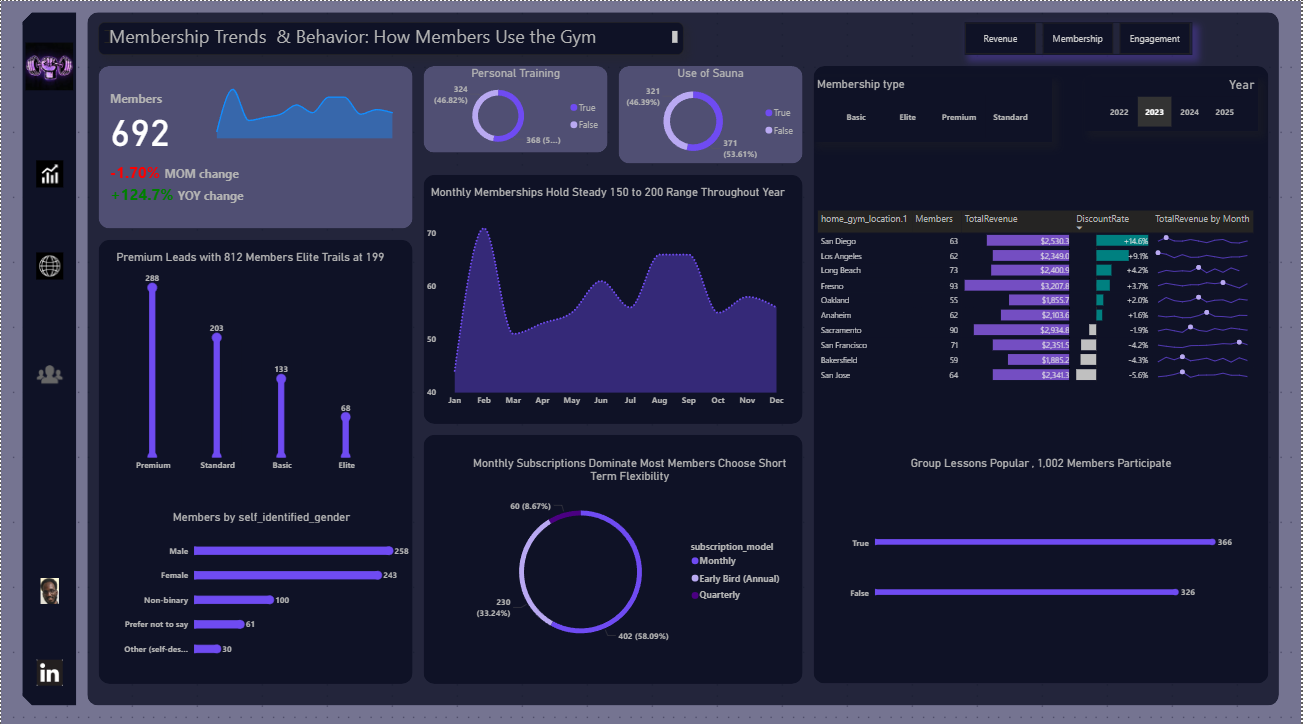 Membership Trends & Behavior: How Members Use the Gym
Revenue
Membership
Engagement
Members
692
-1.70% MOM change
+124.7% YOY change
Personal Training
324
(46.82%)
True
False
368 (5...)
Use of Sauna
321
(46.39%)
True
False
371
(53.61%)
Membership type
Basic
Elite
Premium
Standard
Year
2022
2023
2024
2025
Premium Leads with 812 Members Elite Trails at 199
288
203
133
68
Premium
Standard
Basic
Elite
Members by self_identified_gender
Male 258
Female 243
Non-binary 100
Prefer not to say 61
Other (self-des... 30
Monthly Memberships Hold Steady 150 to 200 Range Throughout Year
70
60
50
40
Jan Feb Mar Apr May Jun Jul Aug Sep Oct Nov Dec
Monthly Subscriptions Dominate Most Members Choose Short
Term Flexibility
60 (8.67%)
230
(33.24%)
402 (58.09%)
subscription_model
Monthly
Early Bird (Annual)
Quarterly
home_gym_location.1 Members TotalRevenue DiscountRate TotalRevenue by Month
San Diego 63 $2,530.3 +14.6%
Los Angeles 62 $2,349.0 +9.1%
Long Beach 73 $2,400.9 +4.2%
Fresno 93 $3,207.8 +3.7%
Oakland 55 $1,855.7 +2.0%
Anaheim 62 $2,103.6 +1.6%
Sacramento 90 $2,934.8 -1.9%
San Francisco 71 $2,351.5 -4.2%
Bakersfield 59 $1,885.2 -4.3%
San Jose 64 $2,341.3 -5.6%
Group Lessons Popular , 1,002 Members Participate
True 366
False 326
in